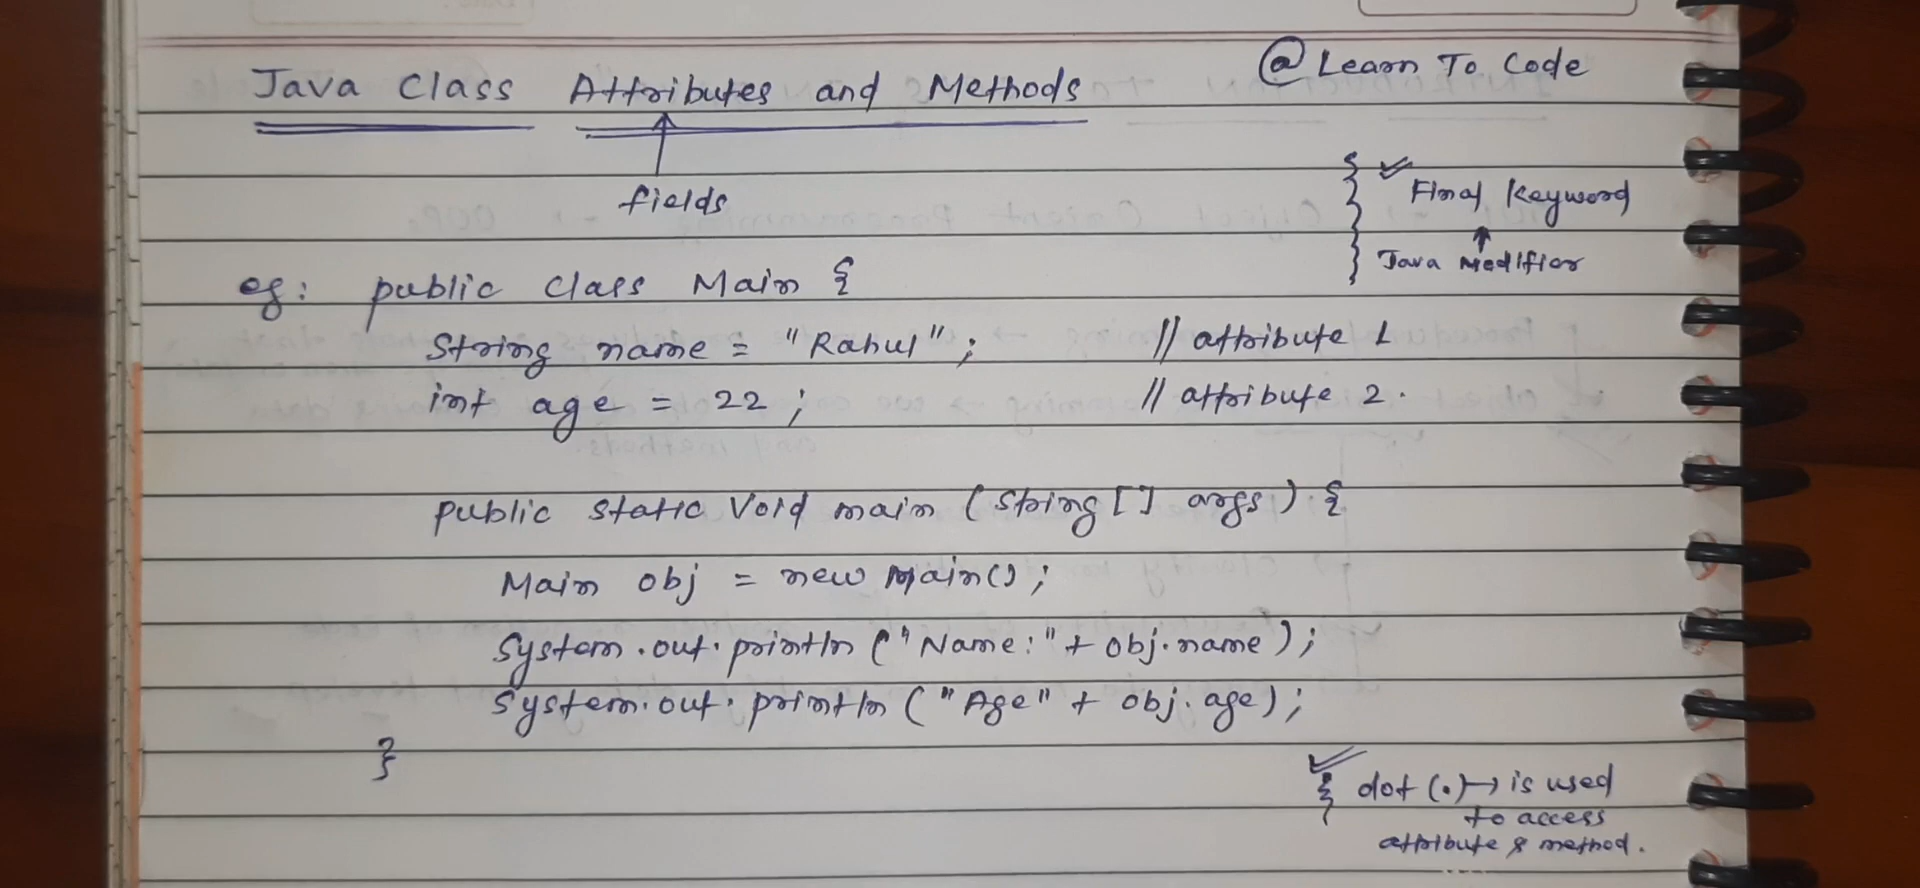 @ Learn To Code
Java Class Attributes and Methods
fields
Final Keyword
Java Modifier
eg: public class Main {
String name = "Rahul"; // attribute 1
int age = 22; // attribute 2.
public static void main (String [] args) {
Main obj = new Main();
System.out.println ("Name:" + obj.name);
System.out.println ("Age" + obj.age);
}
dot (.) → is used
to access
attribute & method.